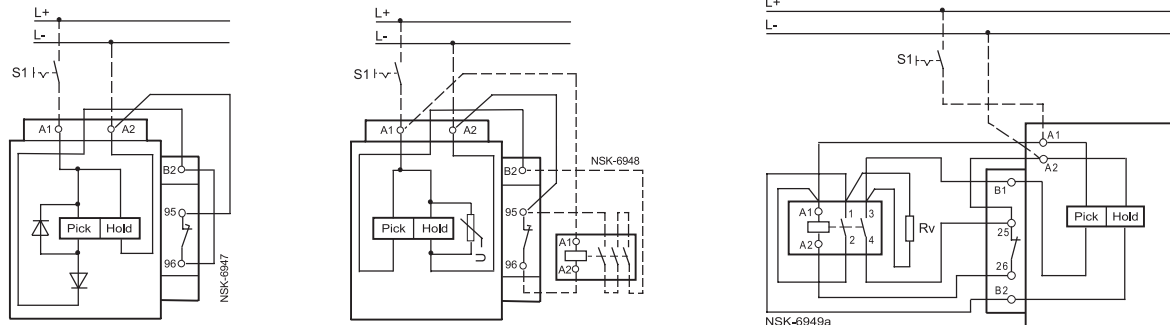 L+
L-
S1
A1
A2
B2
95
96
Pick Hold
NSK-6947
L+
L-
S1
A1
A2
NSK-6948
B2
95
96
Pick Hold
U
A1
A2
L+
L-
S1
A1
A2
B1
25
26
B2
Pick Hold
A1
A2
1 3
2 4
Rv
NSK-6949a